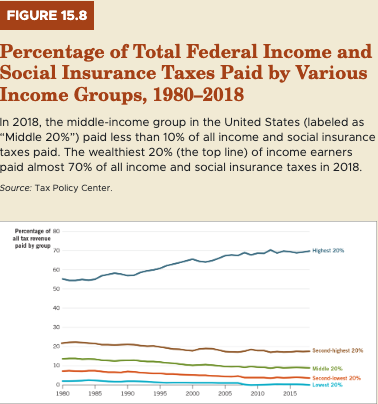 FIGURE 15.8
Percentage of Total Federal Income and
Social Insurance Taxes Paid by Various
Income Groups, 1980–2018
In 2018, the middle-income group in the United States (labeled as
“Middle 20%”) paid less than 10% of all income and social insurance
taxes paid. The wealthiest 20% (the top line) of income earners
paid almost 70% of all income and social insurance taxes in 2018.
Source: Tax Policy Center.
Percentage of
all tax revenue
paid by group
80
70
60
50
40
30
20
10
0
Highest 20%
Second-highest 20%
Middle 20%
Second-lowest 20%
Lowest 20%
1980 1985 1990 1995 2000 2005 2010 2015